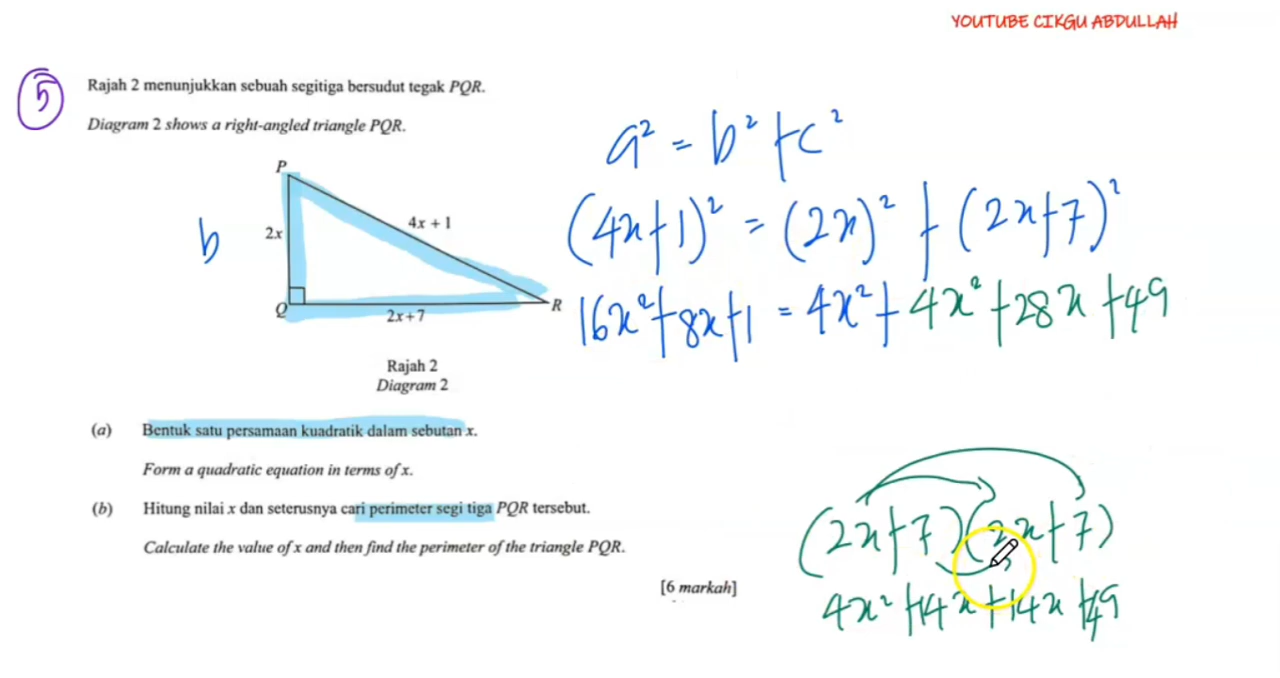 YOUTUBE CIKGU ABDULLAH
5
Rajah 2 menunjukkan sebuah segitiga bersudut tegak PQR.
Diagram 2 shows a right-angled triangle PQR.
a² = b² + c²
P
4x + 1
b
2x
(4x+1)² = (2x)² + (2x+7)²
Q
R
2x+7
16x²+8x+1 = 4x²+4x²+28x+49
Rajah 2
Diagram 2
(a) Bentuk satu persamaan kuadratik dalam sebutan x.
Form a quadratic equation in terms of x.
(b) Hitung nilai x dan seterusnya cari perimeter segi tiga PQR tersebut.
Calculate the value of x and then find the perimeter of the triangle PQR.
[6 markah]
(2x+7)(2x+7)
4x²+14x+14x+49